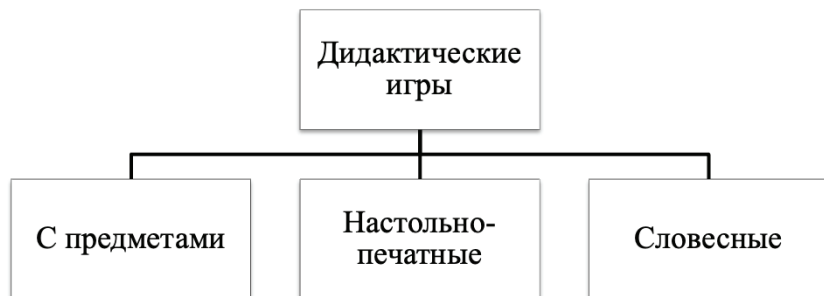 Дидактические
игры
С предметами
Настольно-
печатные
Словесные